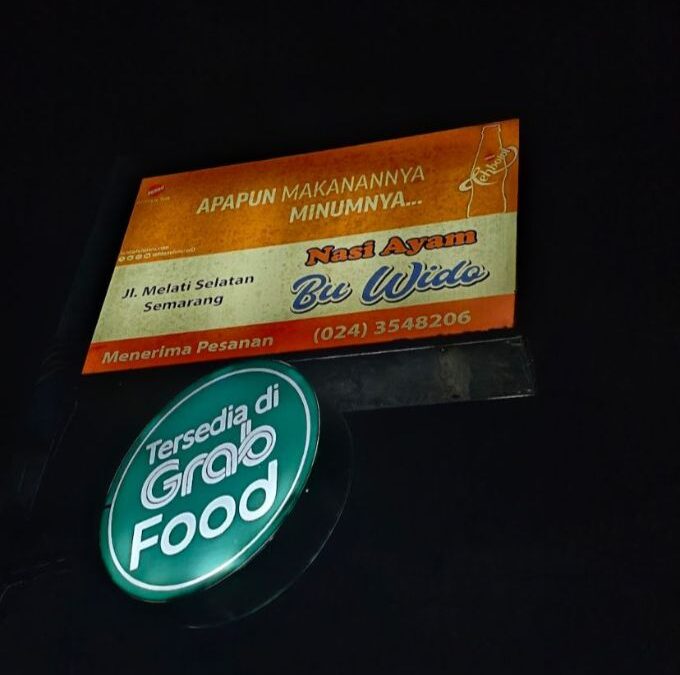 APAPUN MAKANANNYA
MINUMNYA...
Tehbotol
Nasi Ayam
Bu Wido
Jl. Melati Selatan
Semarang
Menerima Pesanan
(024) 3548206
Tersedia di
Grab
Food